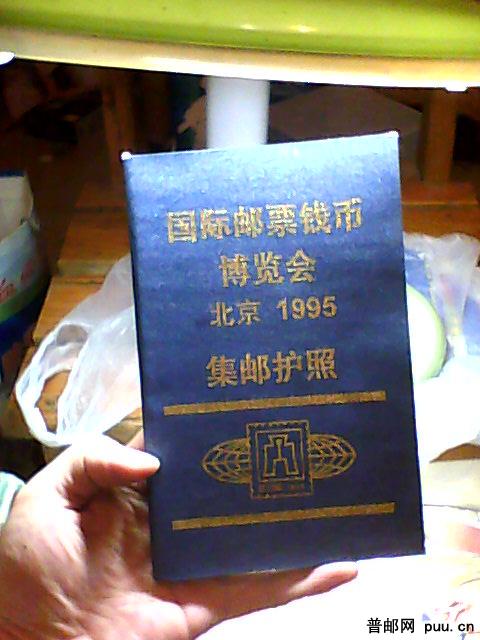 国际邮票钱币
博览会
北京 1995
集邮护照
普邮网 puu.cn